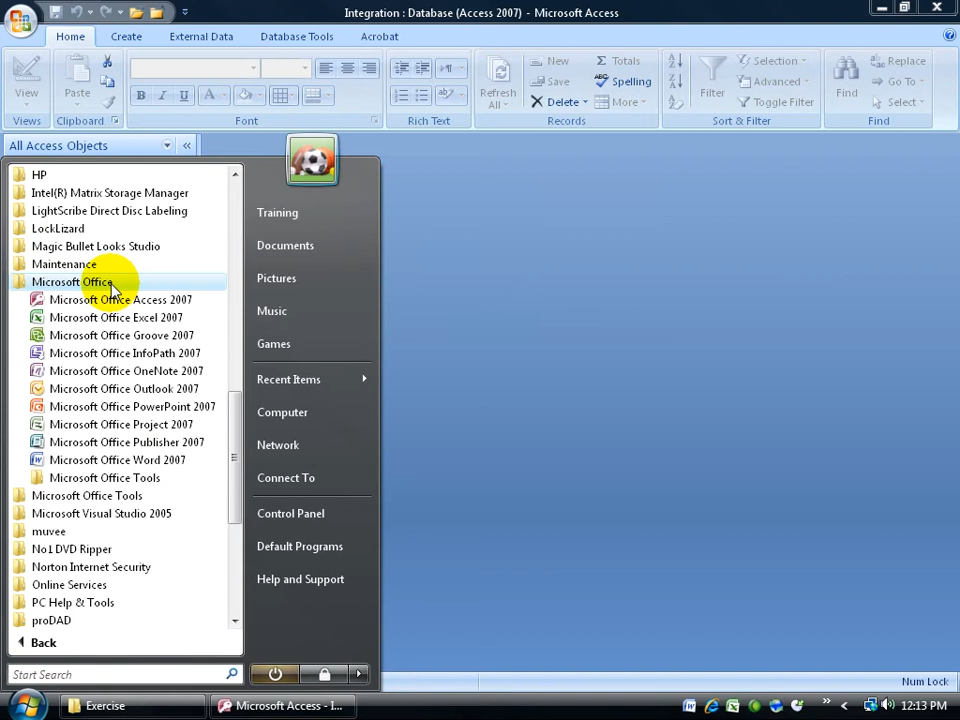 Integration : Database (Access 2007) - Microsoft Access
Home Create External Data Database Tools Acrobat
View Paste B I U Refresh All New Save Delete Totals Spelling More Filter Selection Advanced Toggle Filter Find Replace Go To Select
Views Clipboard Font Rich Text Records Sort & Filter Find
All Access Objects
HP
Intel(R) Matrix Storage Manager
LightScribe Direct Disc Labeling
LockLizard
Magic Bullet Looks Studio
Maintenance
Microsoft Office
Microsoft Office Access 2007
Microsoft Office Excel 2007
Microsoft Office Groove 2007
Microsoft Office InfoPath 2007
Microsoft Office OneNote 2007
Microsoft Office Outlook 2007
Microsoft Office PowerPoint 2007
Microsoft Office Project 2007
Microsoft Office Publisher 2007
Microsoft Office Word 2007
Microsoft Office Tools
Microsoft Office Tools
Microsoft Visual Studio 2005
muvee
No1 DVD Ripper
Norton Internet Security
Online Services
PC Help & Tools
proDAD
Back
Start Search
Training
Documents
Pictures
Music
Games
Recent Items
Computer
Network
Connect To
Control Panel
Default Programs
Help and Support
Num Lock
Exercise
Microsoft Access - I...
12:13 PM